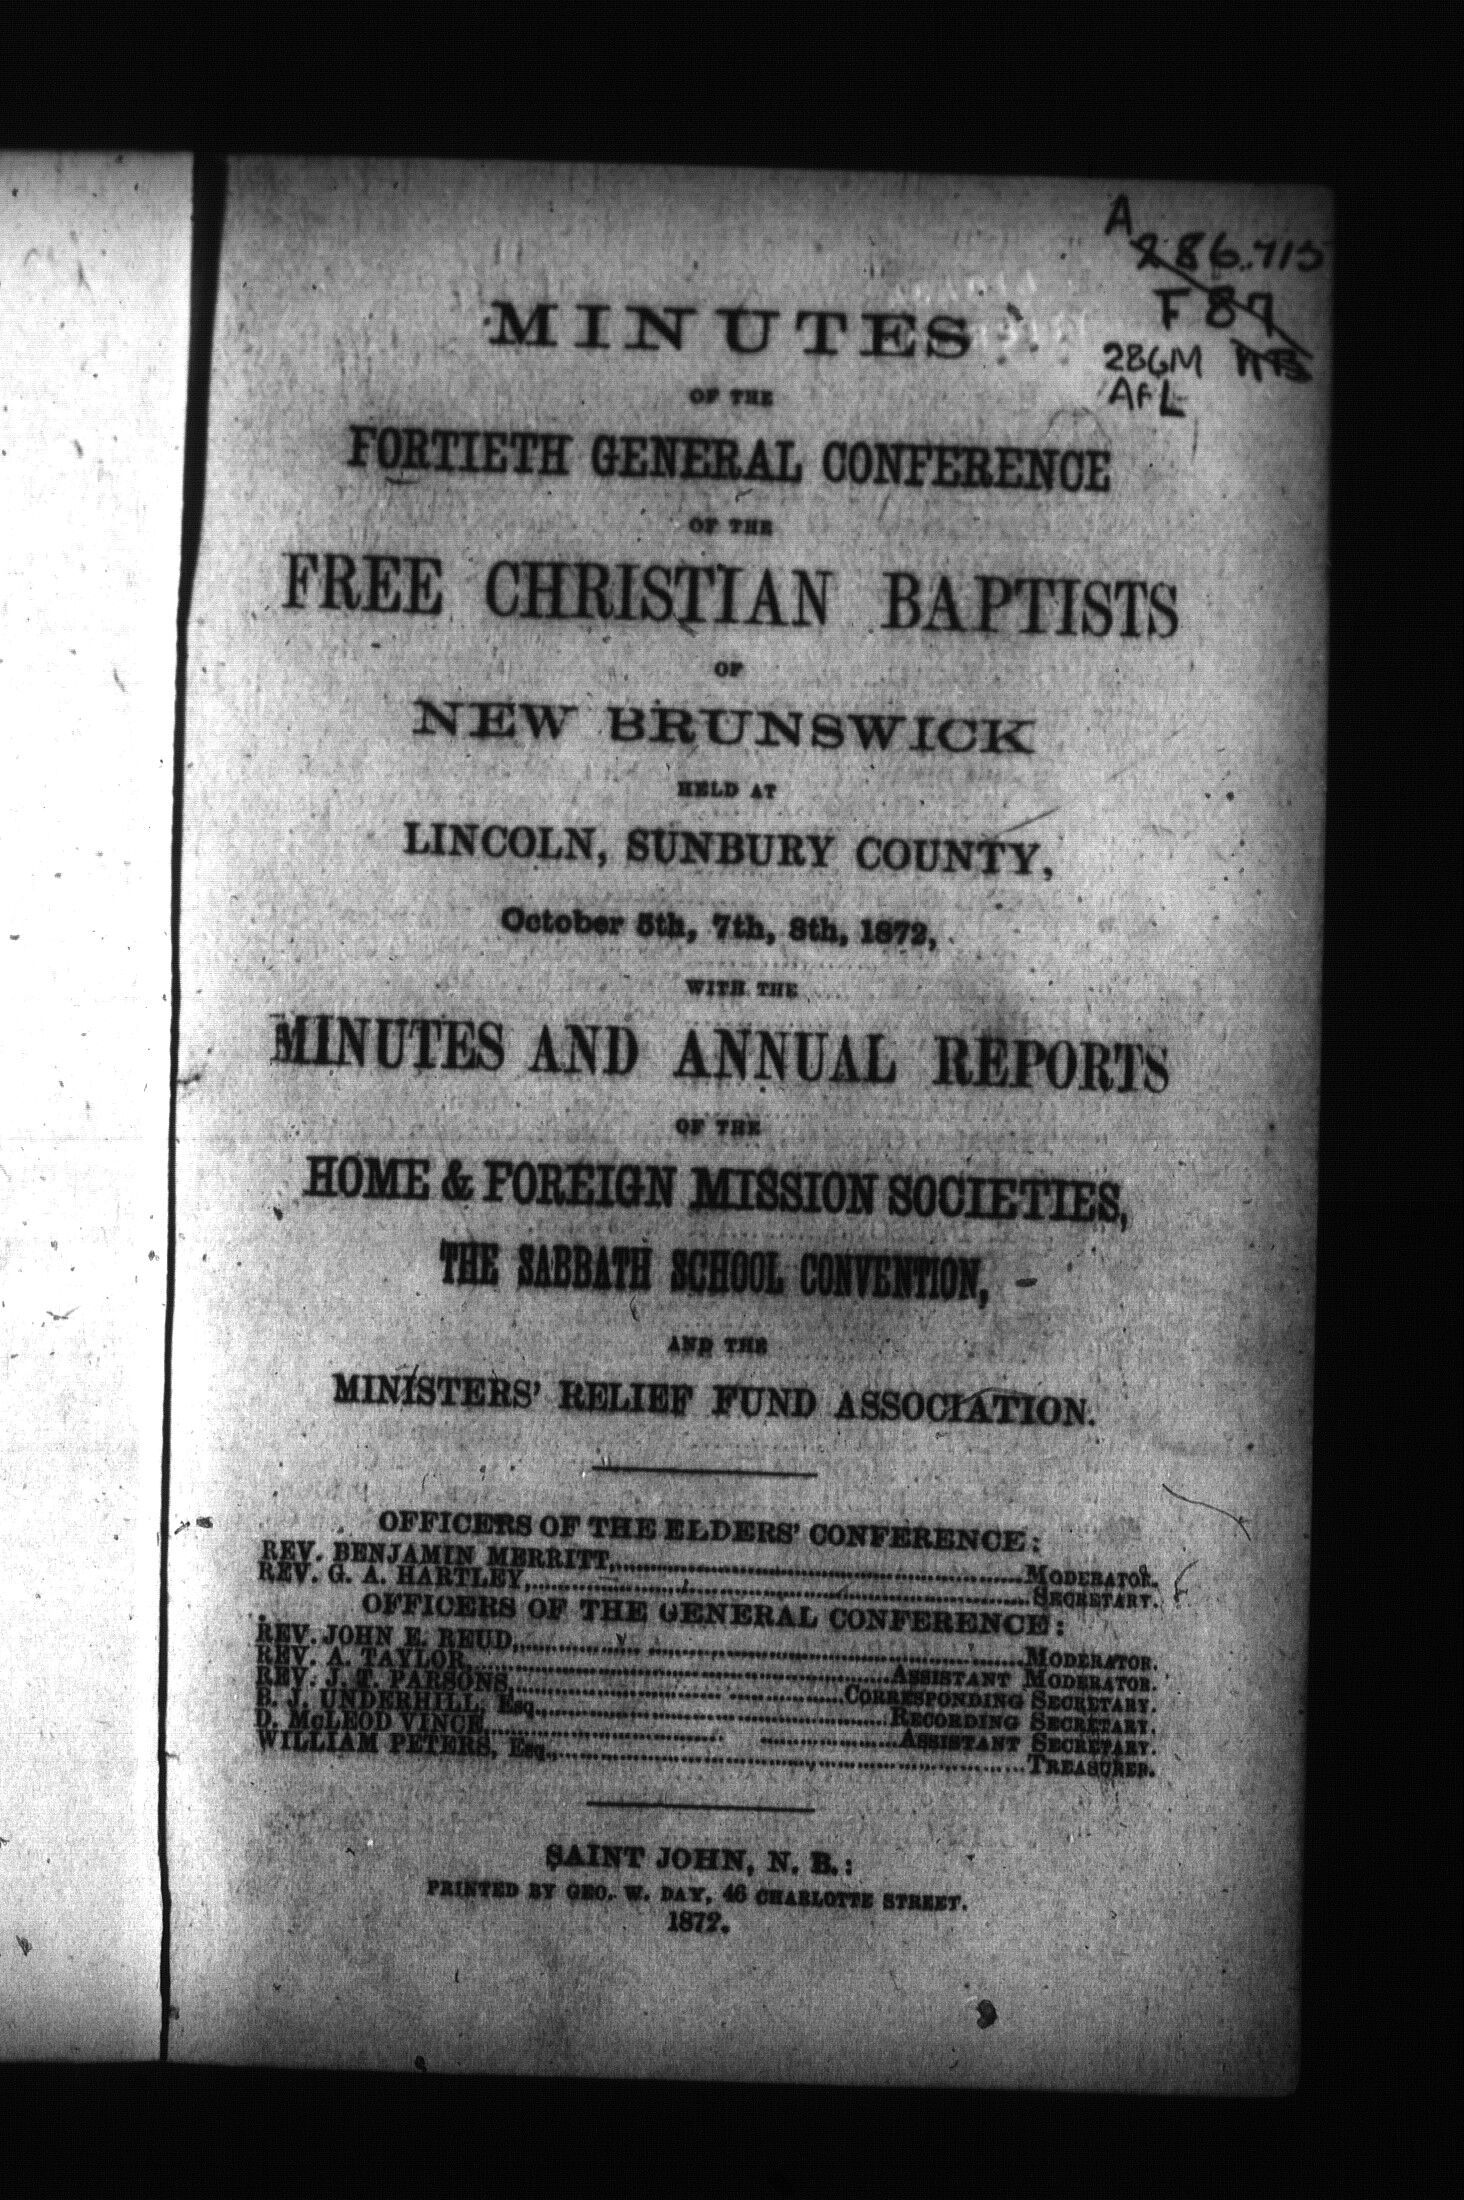 A
286.715
F87
286M NB
AFL
MINUTES
OF THE
FORTIETH GENERAL CONFERENCE
OF THE
FREE CHRISTIAN BAPTISTS
OF
NEW BRUNSWICK
HELD AT
LINCOLN, SUNBURY COUNTY,
October 5th, 7th, 8th, 1872,
WITH THE
MINUTES AND ANNUAL REPORTS
OF THE
HOME & FOREIGN MISSION SOCIETIES,
THE SABBATH SCHOOL CONVENTION,
AND THE
MINISTERS' RELIEF FUND ASSOCIATION.
OFFICERS OF THE ELDERS' CONFERENCE:
REV. BENJAMIN MERRITT, MODERATOR.
REV. G. A. HARTLEY, SECRETARY.
OFFICERS OF THE GENERAL CONFERENCE:
REV. JOHN E. REUD, MODERATOR.
REV. A. TAYLOR, ASSISTANT MODERATOR.
REV. J. T. PARSONS, CORRESPONDING SECRETARY.
B. J. UNDERHILL, Esq. RECORDING SECRETARY.
D. McLEOD VINCE, ASSISTANT SECRETARY.
WILLIAM PETERS, Esq., TREASURER.
SAINT JOHN, N. B.:
PRINTED BY GEO. W. DAY, 46 CHARLOTTE STREET.
1872.